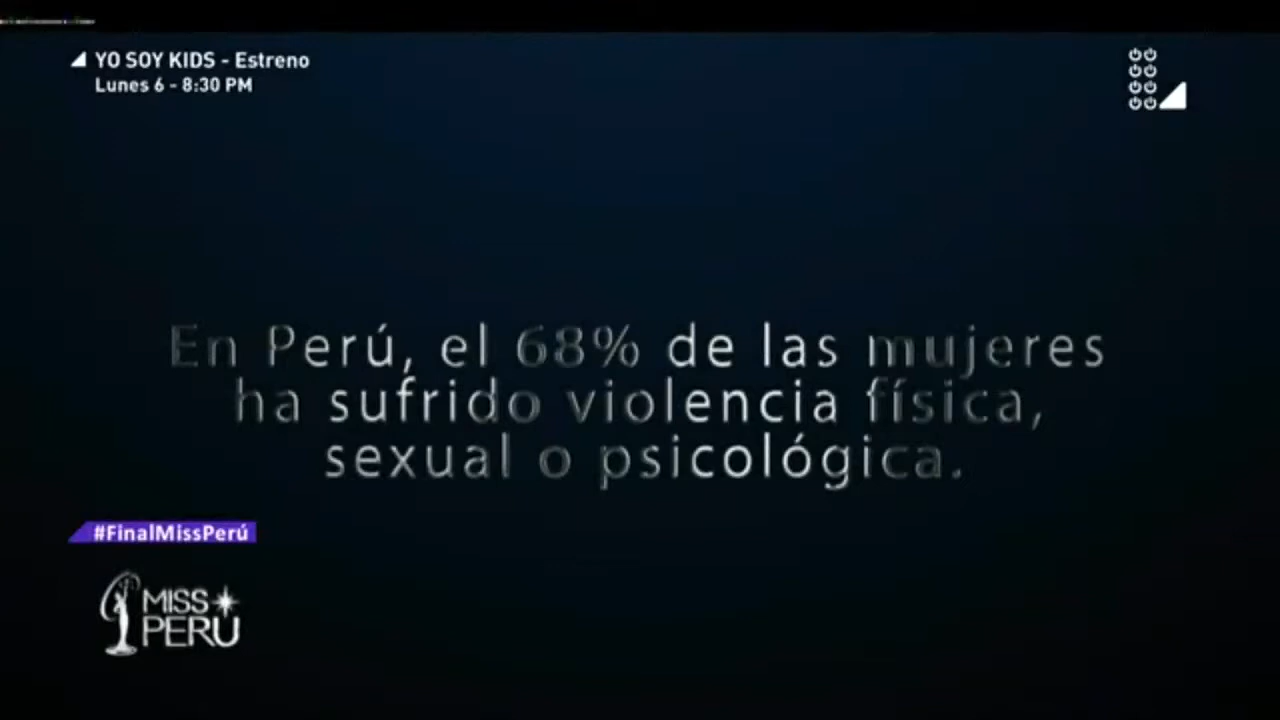 YO SOY KIDS - Estreno
Lunes 6 - 8:30 PM
En Perú, el 68% de las mujeres
ha sufrido violencia física,
sexual o psicológica.
#FinalMissPerú
MISS
PERU